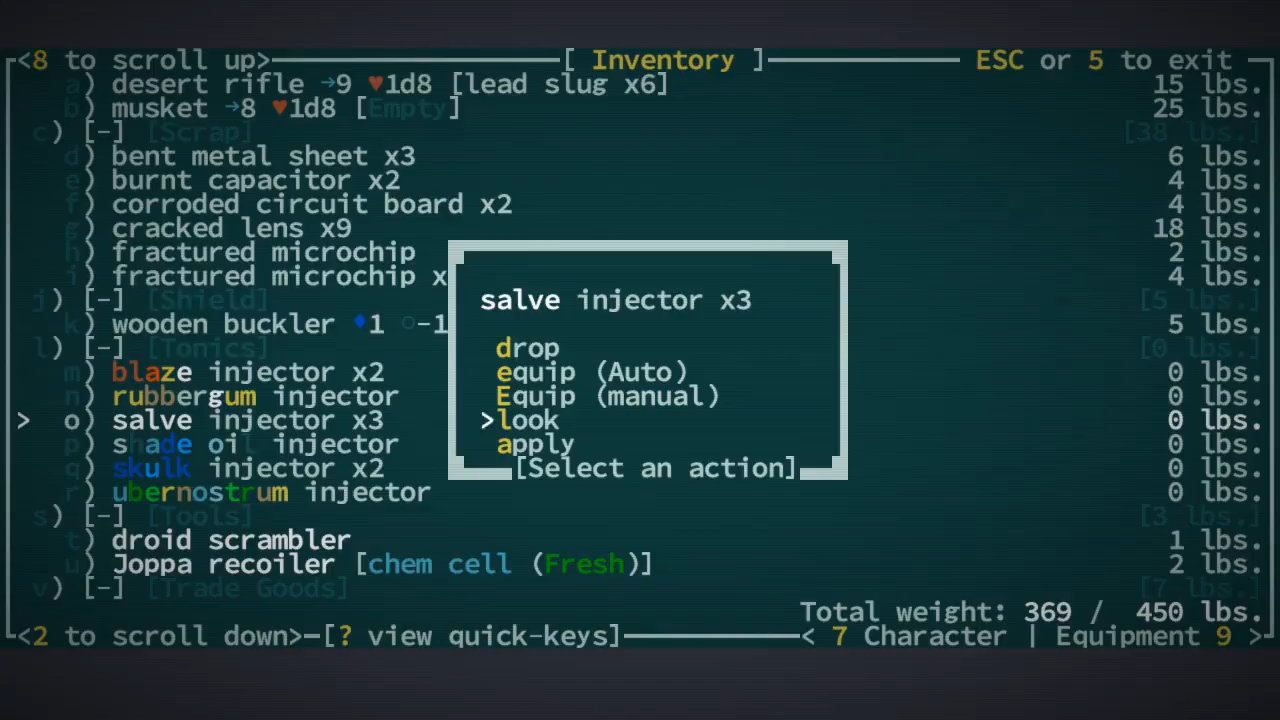 <8 to scroll up> [ Inventory ] ESC or 5 to exit
a) desert rifle →9 ♥1d8 [lead slug x6] 15 lbs.
b) musket →8 ♥1d8 [Empty] 25 lbs.
c) [-] [Scrap] [38 lbs.]
d) bent metal sheet x3 6 lbs.
e) burnt capacitor x2 4 lbs.
f) corroded circuit board x2 4 lbs.
g) cracked lens x9 18 lbs.
h) fractured microchip 2 lbs.
i) fractured microchip x 4 lbs.
j) [-] [Shield] [5 lbs.]
k) wooden buckler ♦1 ○-1 5 lbs.
l) [-] [Tonics] [0 lbs.]
m) blaze injector x2 0 lbs.
n) rubbergum injector 0 lbs.
> o) salve injector x3 0 lbs.
p) shade oil injector 0 lbs.
q) skulk injector x2 0 lbs.
r) ubernostrum injector 0 lbs.
s) [-] [Tools] [3 lbs.]
t) droid scrambler 1 lbs.
u) Joppa recoiler [chem cell (Fresh)] 2 lbs.
v) [-] [Trade Goods] [7 lbs.]
Total weight: 369 / 450 lbs.
<2 to scroll down> [? view quick-keys] < 7 Character | Equipment 9 >
salve injector x3
drop
equip (Auto)
Equip (manual)
>look
apply
[Select an action]